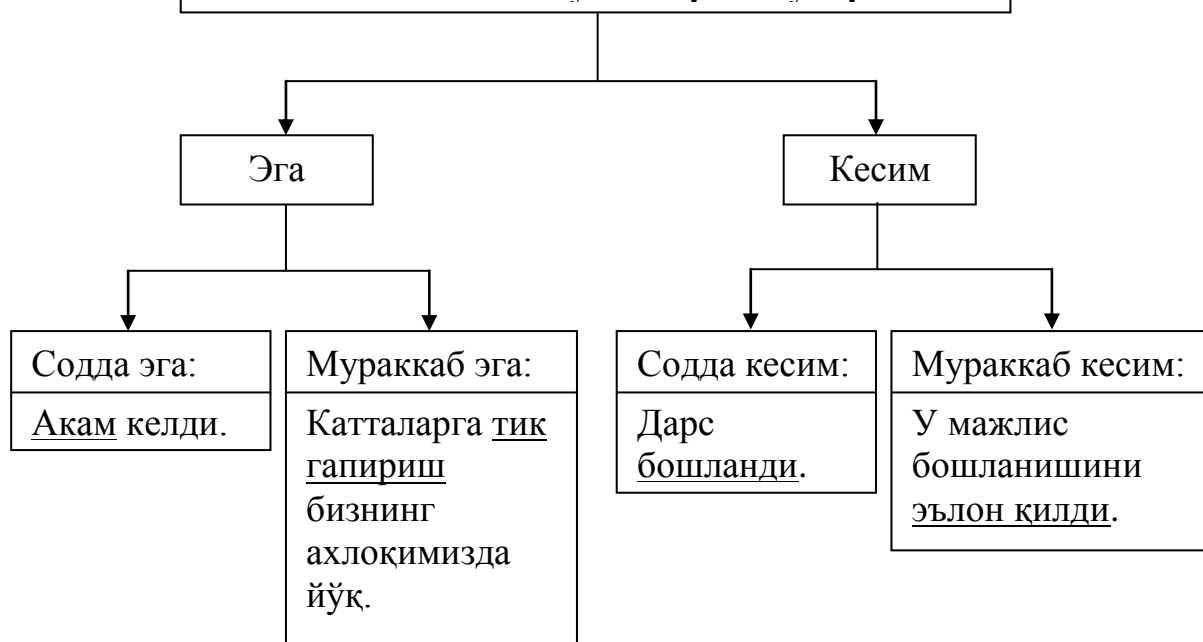 Эга
Кесим
Содда эга:
Акам келди.
Мураккаб эга:
Катталарга тик
гапириш
бизнинг
ахлоқимизда
йўқ.
Содда кесим:
Дарс
бошланди.
Мураккаб кесим:
У мажлис
бошланишини
эълон қилди.